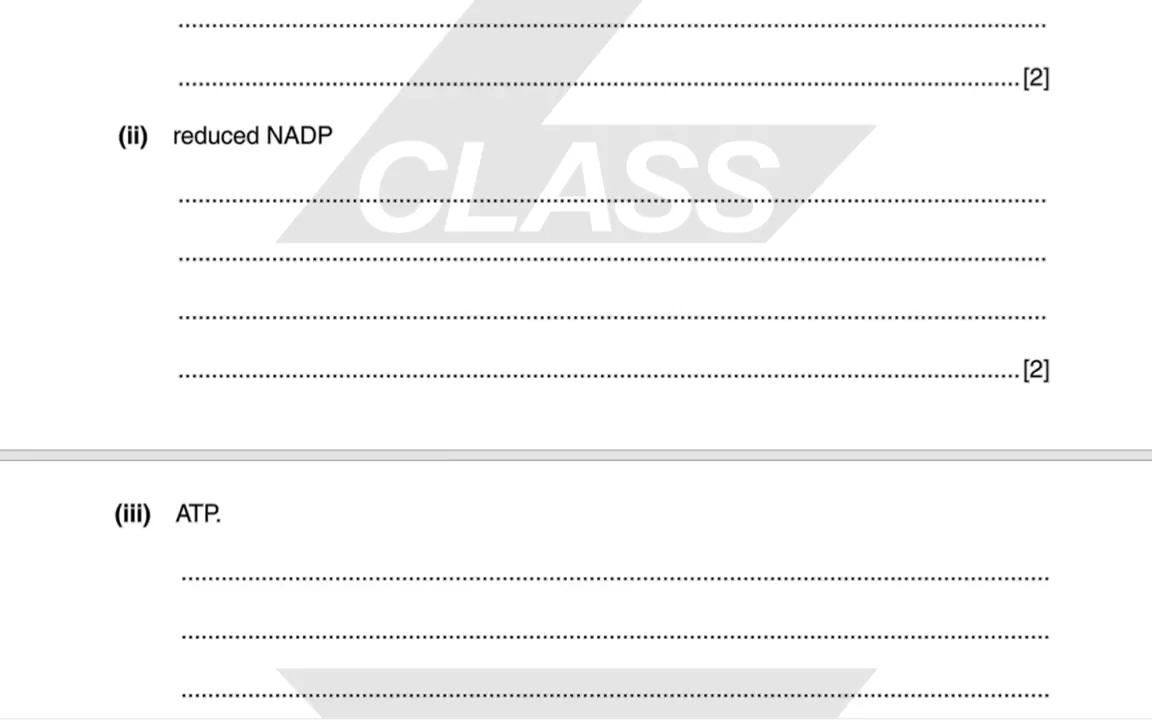 [2]
(ii) reduced NADP
CLASS
[2]
(iii) ATP.